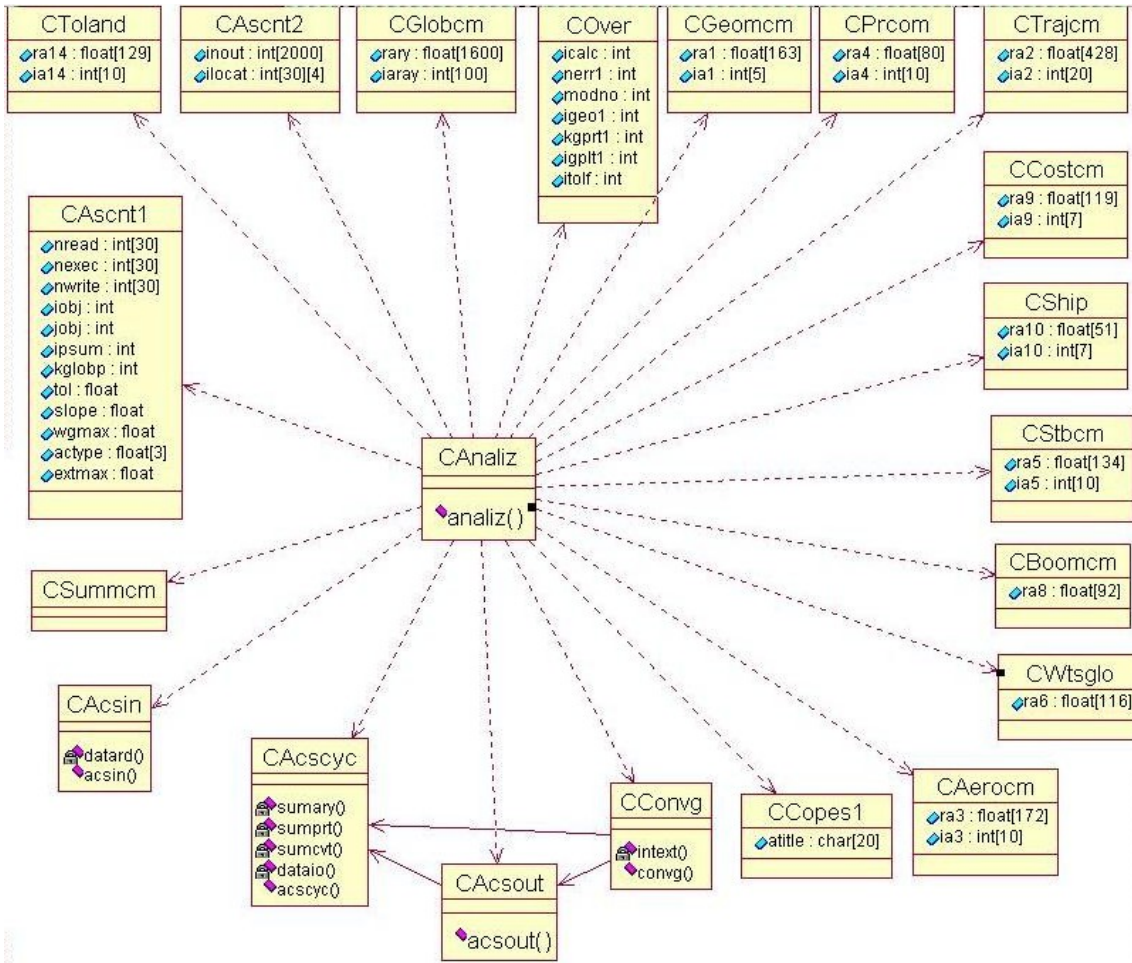 CToland
ra14 : float[129]
ia14 : int[10]
CAscnt2
inout : int[2000]
ilocat : int[30][4]
CGlobcm
rary : float[1600]
iaray : int[100]
COver
icalc : int
nerr1 : int
modno : int
igeo1 : int
kgprt1 : int
igplt1 : int
itolf : int
CGeomcm
ra1 : float[163]
ia1 : int[5]
CPrcom
ra4 : float[80]
ia4 : int[10]
CTrajcm
ra2 : float[428]
ia2 : int[20]
CCostcm
ra9 : float[119]
ia9 : int[7]
CAscnt1
nread : int[30]
nexec : int[30]
nwrite : int[30]
iobj : int
jobj : int
ipsum : int
kglobp : int
tol : float
slope : float
wgmax : float
actype : float[3]
extmax : float
CShip
ra10 : float[51]
ia10 : int[7]
CAnaliz
analiz()
CStbcm
ra5 : float[134]
ia5 : int[10]
CBoomcm
ra8 : float[92]
CSummcm
CWtsglo
ra6 : float[116]
CAcsin
datard()
acsin()
CAcscyc
sumary()
sumprt()
sumcvt()
dataio()
acscyc()
CAcsout
acsout()
CConvg
intext()
convg()
CCopes1
atitle : char[20]
CAerocm
ra3 : float[172]
ia3 : int[10]